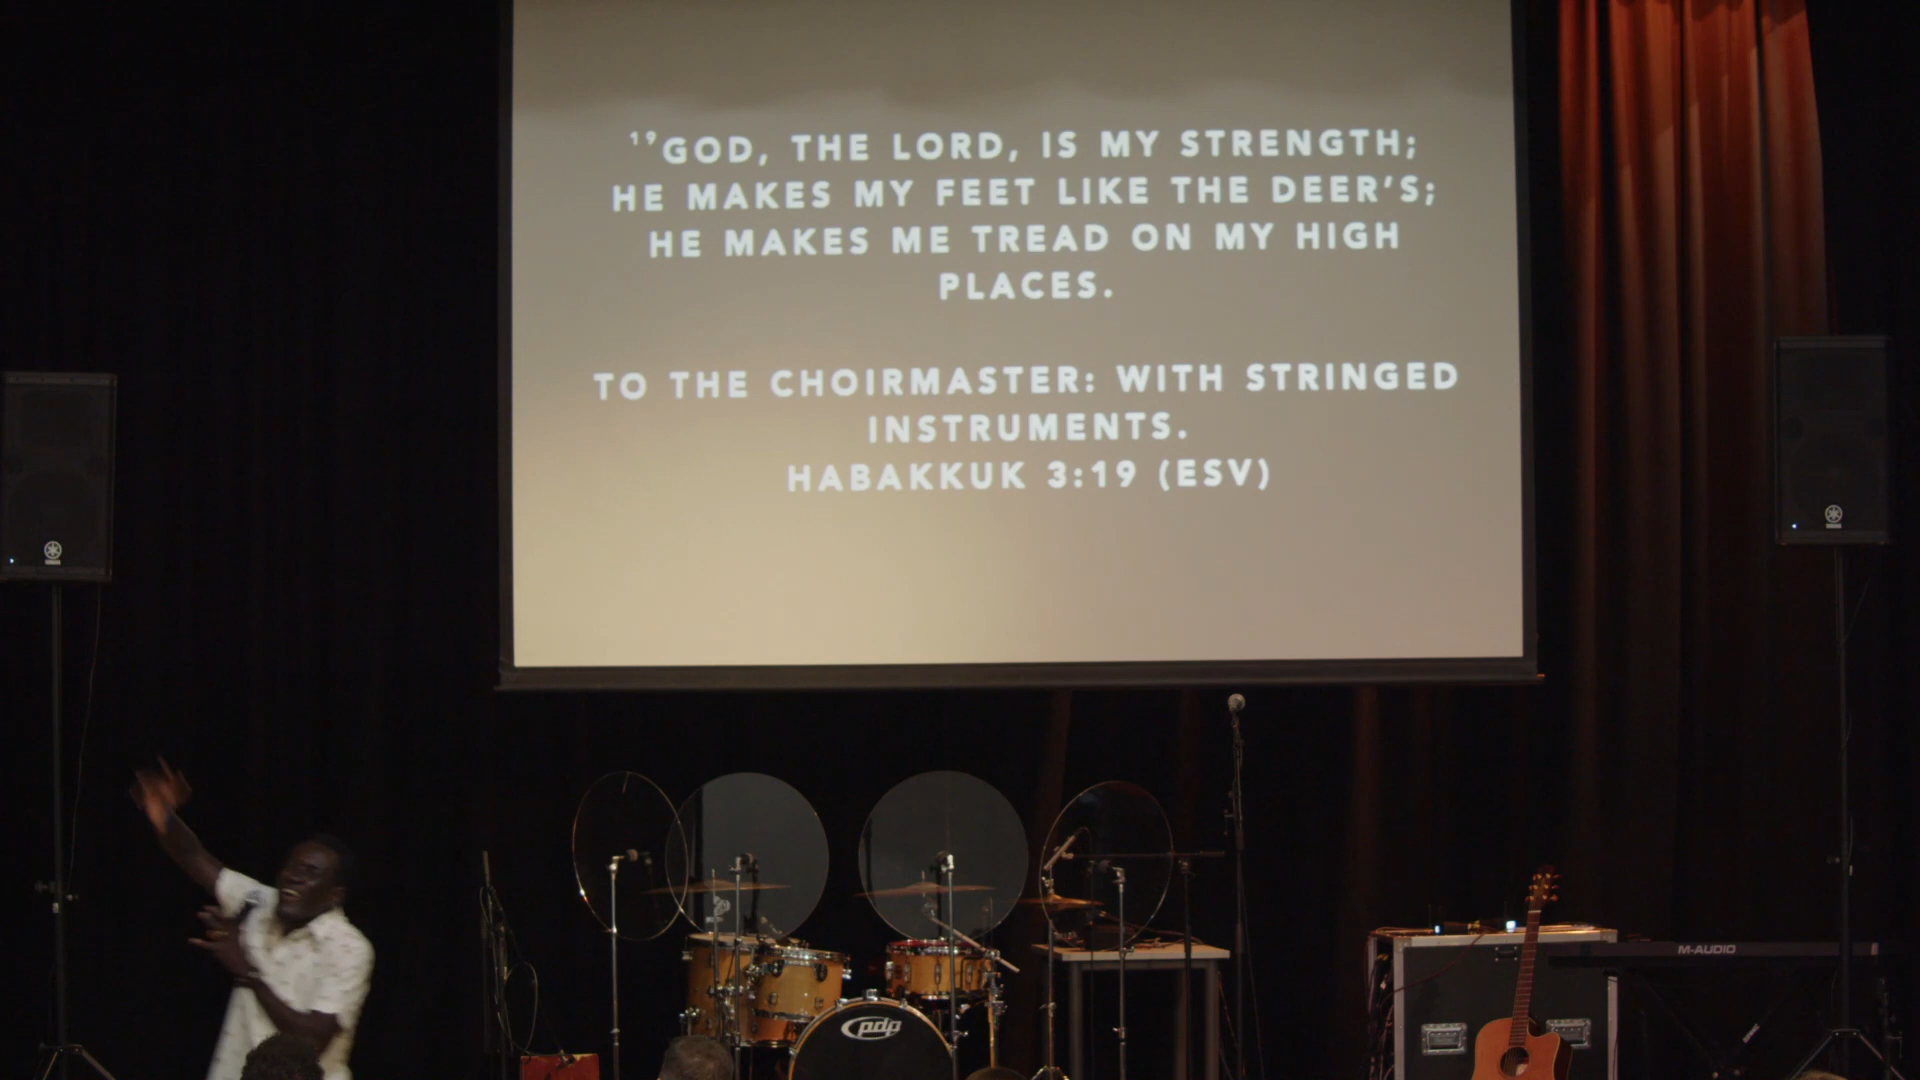 ¹⁹GOD, THE LORD, IS MY STRENGTH;
HE MAKES MY FEET LIKE THE DEER'S;
HE MAKES ME TREAD ON MY HIGH
PLACES.
TO THE CHOIRMASTER: WITH STRINGED
INSTRUMENTS.
HABAKKUK 3:19 (ESV)
M-AUDIO
pdp